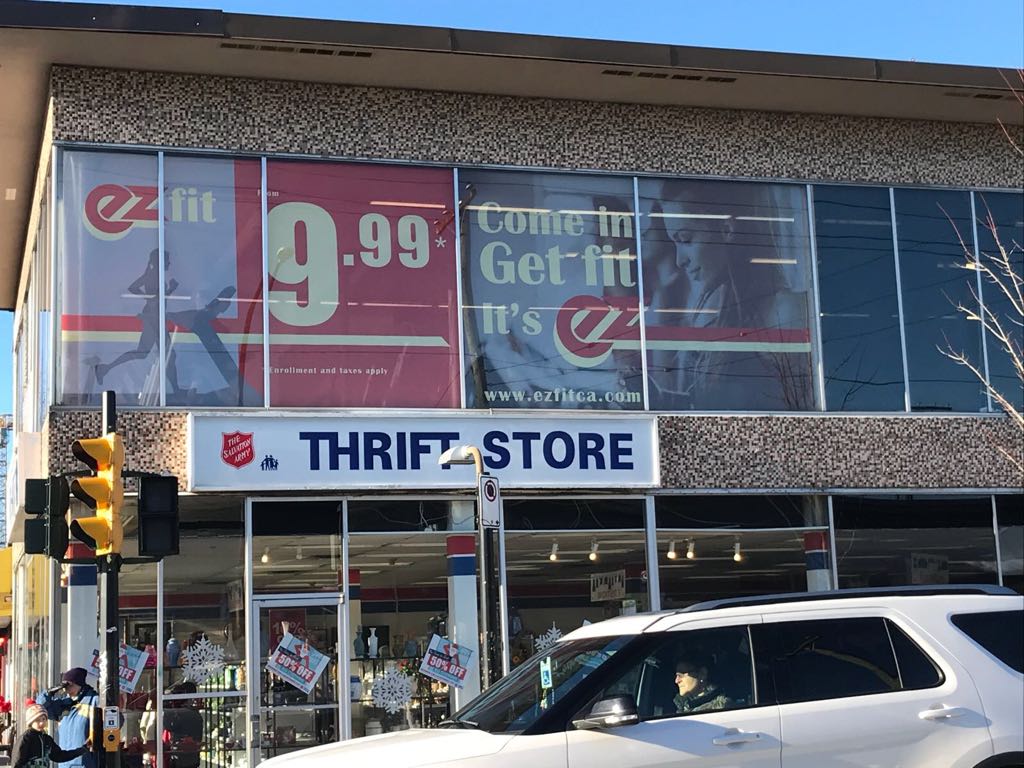 ez fit
From
9.99*
*Enrollment and taxes apply
Come in
Get fit
It's ez
www.ezfitca.com
THE
SALVATION
ARMY
THRIFT STORE
50% OFF
50% OFF
50% OFF